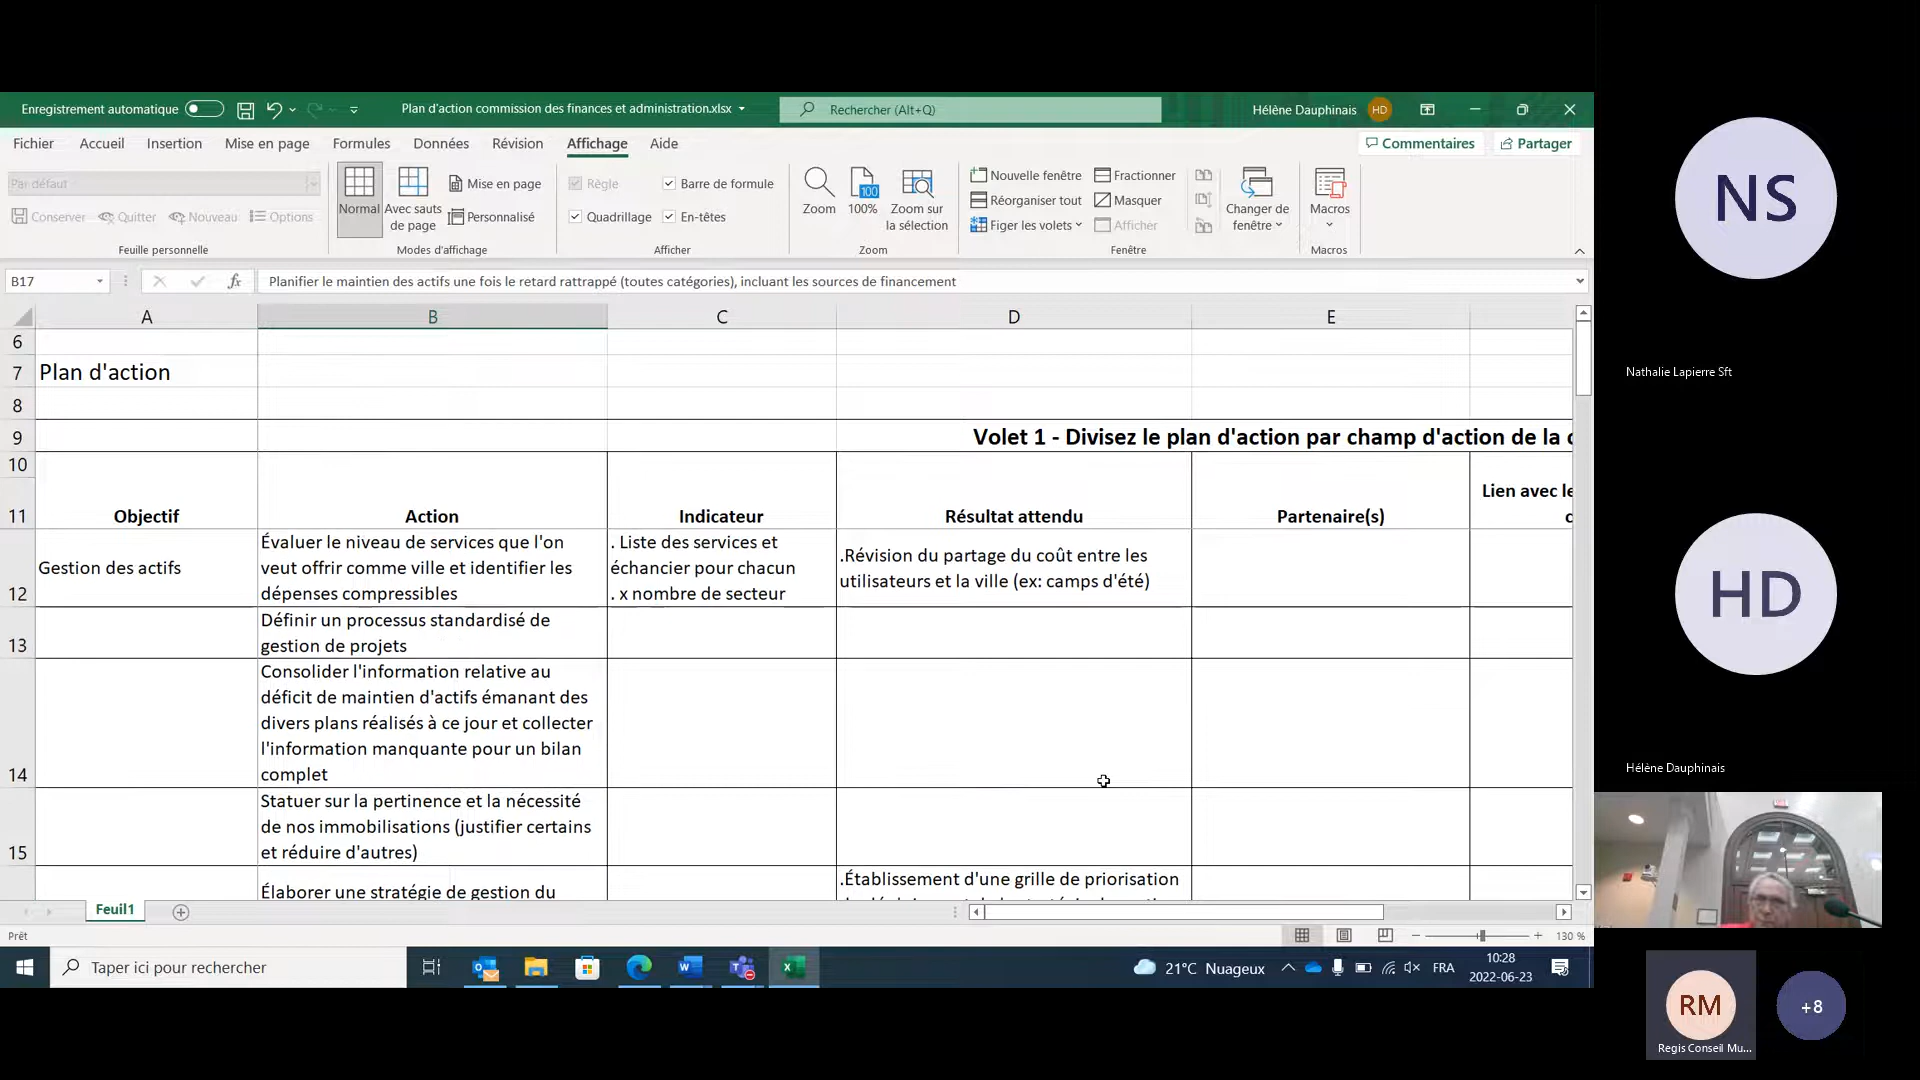 Enregistrement automatique
Plan d'action commission des finances et administration.xlsx
Rechercher (Alt+Q)
Hélène Dauphinais
HD
Fichier
Accueil
Insertion
Mise en page
Formules
Données
Révision
Affichage
Aide
Commentaires
Partager
Par défaut
Conserver
Quitter
Nouveau
Options
Feuille personnelle
Normal
Avec sauts
de page
Mise en page
Personnalisé
Modes d'affichage
Règle
Barre de formule
Quadrillage
En-têtes
Afficher
Zoom
100
100%
Zoom sur
la sélection
Zoom
Nouvelle fenêtre
Réorganiser tout
Figer les volets
Fractionner
Masquer
Afficher
Changer de
fenêtre
Fenêtre
Macros
Macros
B17
fx
Planifier le maintien des actifs une fois le retard rattrappé (toutes catégories), incluant les sources de financement
A B C D E
6
7 Plan d'action
8
9 Volet 1 - Divisez le plan d'action par champ d'action de la c
10
Lien avec le
11 Objectif Action Indicateur Résultat attendu Partenaire(s) c
12
Gestion des actifs
Évaluer le niveau de services que l'on
veut offrir comme ville et identifier les
dépenses compressibles
. Liste des services et
échancier pour chacun
. x nombre de secteur
.Révision du partage du coût entre les
utilisateurs et la ville (ex: camps d'été)
13
Définir un processus standardisé de
gestion de projets
14
Consolider l'information relative au
déficit de maintien d'actifs émanant des
divers plans réalisés à ce jour et collecter
l'information manquante pour un bilan
complet
15
Statuer sur la pertinence et la nécessité
de nos immobilisations (justifier certains
et réduire d'autres)
Élaborer une stratégie de gestion du
.Établissement d'une grille de priorisation
Feuil1
Prêt
130 %
Taper ici pour rechercher
21°C Nuageux
FRA
10:28
2022-06-23
NS
Nathalie Lapierre Sft
HD
Hélène Dauphinais
RM
Regis Conseil Mu...
+8